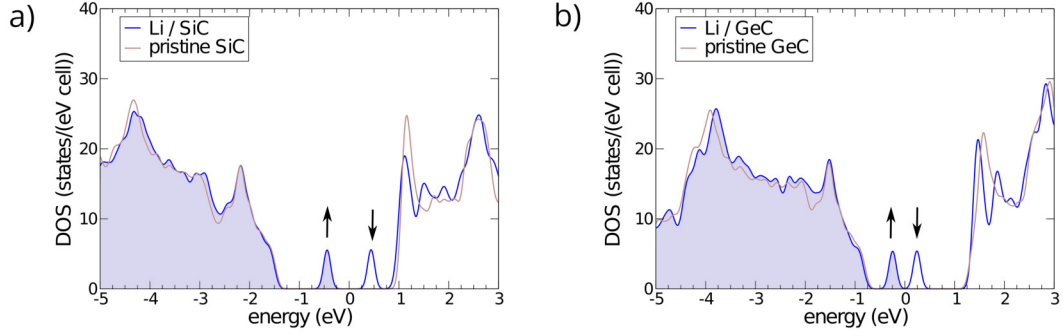 a)
40
30
20
10
0
DOS (states/(eV cell))
Li / SiC
pristine SiC
-5 -4 -3 -2 -1 0 1 2 3
energy (eV)
b)
40
30
20
10
0
DOS (states/(eV cell))
Li / GeC
pristine GeC
-5 -4 -3 -2 -1 0 1 2 3
energy (eV)